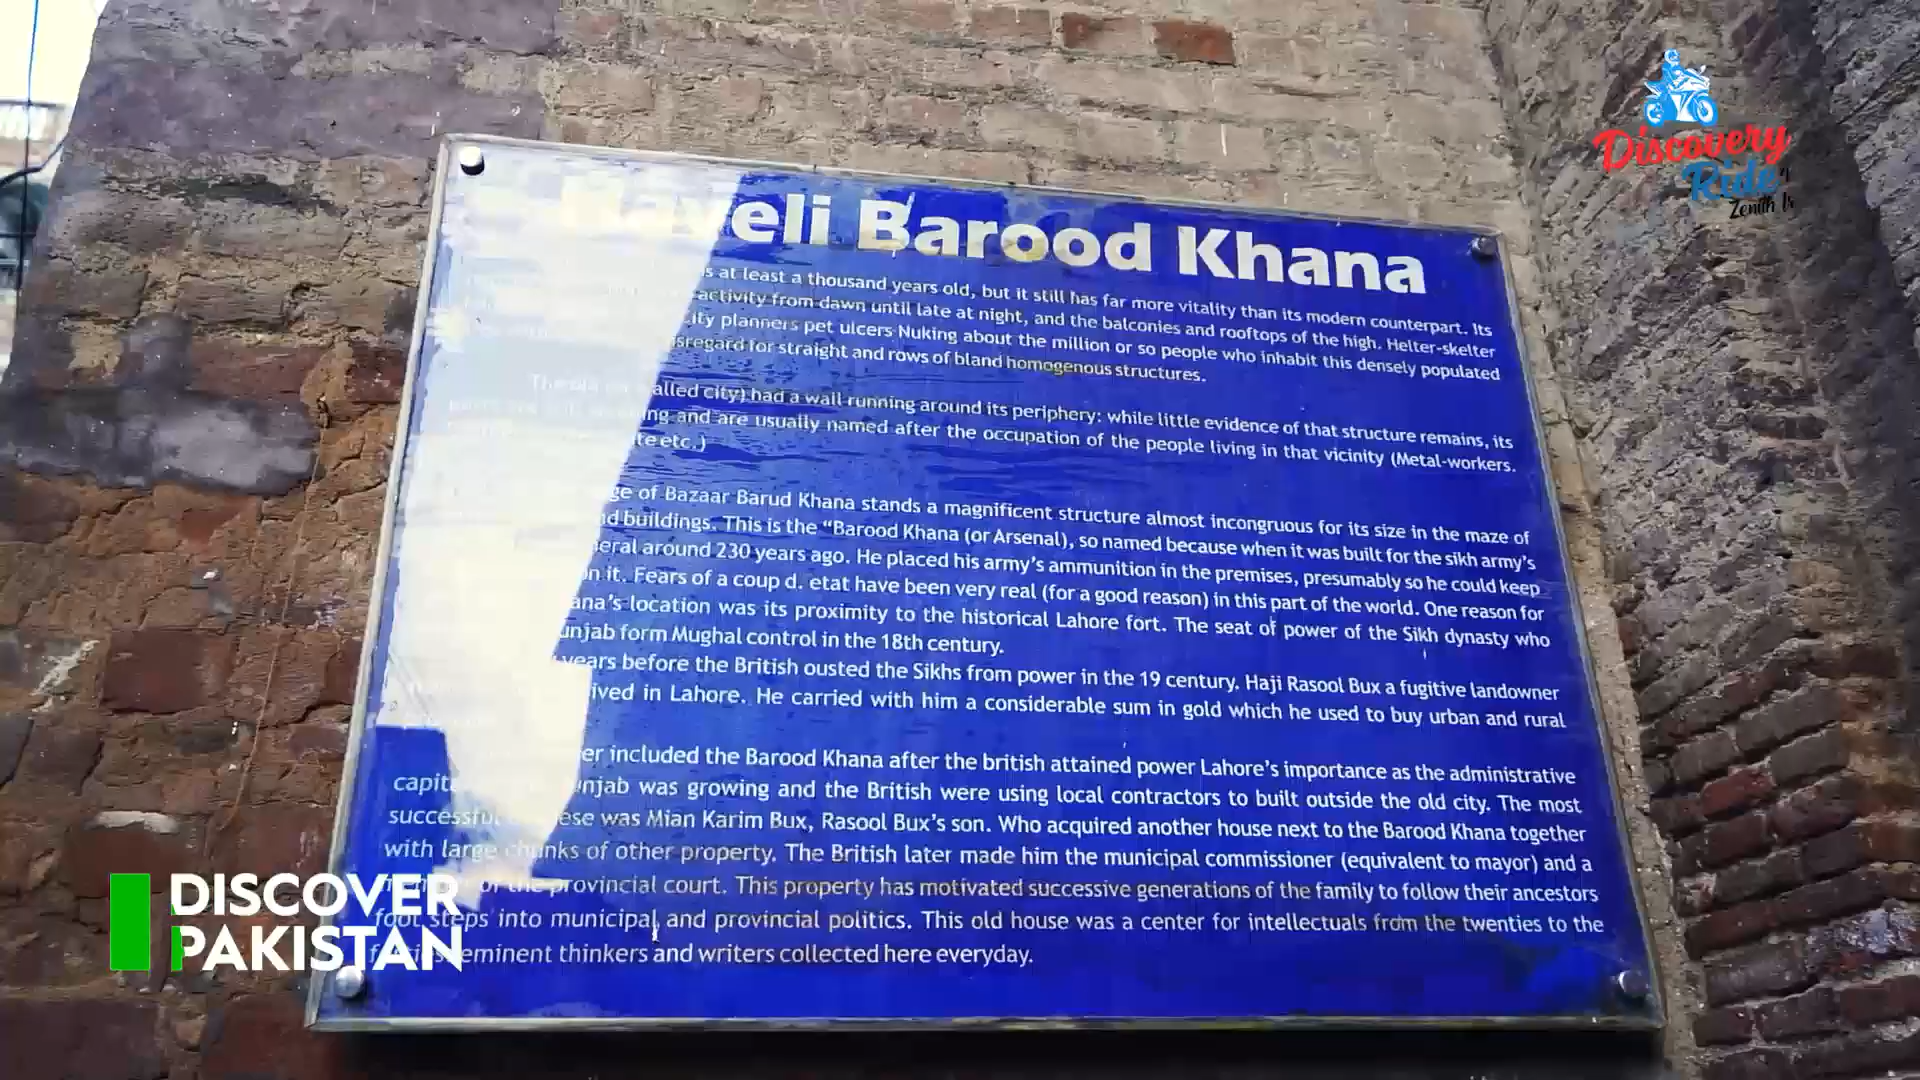 Discovery
Ride
Zenith
Haveli Barood Khana
s at least a thousand years old, but it still has far more vitality than its modern counterpart. Its
activity from dawn until late at night, and the balconies and rooftops of the high. Helter-skelter
city planners pet ulcers Nuking about the million or so people who inhabit this densely populated
isregard for straight and rows of bland homogenous structures.
The old alled city) had a wall running around its periphery: while little evidence of that structure remains, its
ng and are usually named after the occupation of the people living in that vicinity (Metal-workers.
te etc.)
ge of Bazaar Barud Khana stands a magnificent structure almost incongruous for its size in the maze of
d buildings. This is the “Barood Khana (or Arsenal), so named because when it was built for the sikh army’s
neral around 230 years ago. He placed his army’s ammunition in the premises, presumably so he could keep
on it. Fears of a coup d. etat have been very real (for a good reason) in this part of the world. One reason for
ana’s location was its proximity to the historical Lahore fort. The seat of power of the Sikh dynasty who
unjab form Mughal control in the 18th century.
years before the British ousted the Sikhs from power in the 19 century. Haji Rasool Bux a fugitive landowner
ived in Lahore. He carried with him a considerable sum in gold which he used to buy urban and rural
er included the Barood Khana after the british attained power Lahore’s importance as the administrative
capita unjab was growing and the British were using local contractors to built outside the old city. The most
successful ese was Mian Karim Bux, Rasool Bux’s son. Who acquired another house next to the Barood Khana together
with large chunks of other property. The British later made him the municipal commissioner (equivalent to mayor) and a
of the provincial court. This property has motivated successive generations of the family to follow their ancestors
foot steps into municipal and provincial politics. This old house was a center for intellectuals from the twenties to the
eminent thinkers and writers collected here everyday.
DISCOVER
PAKISTAN